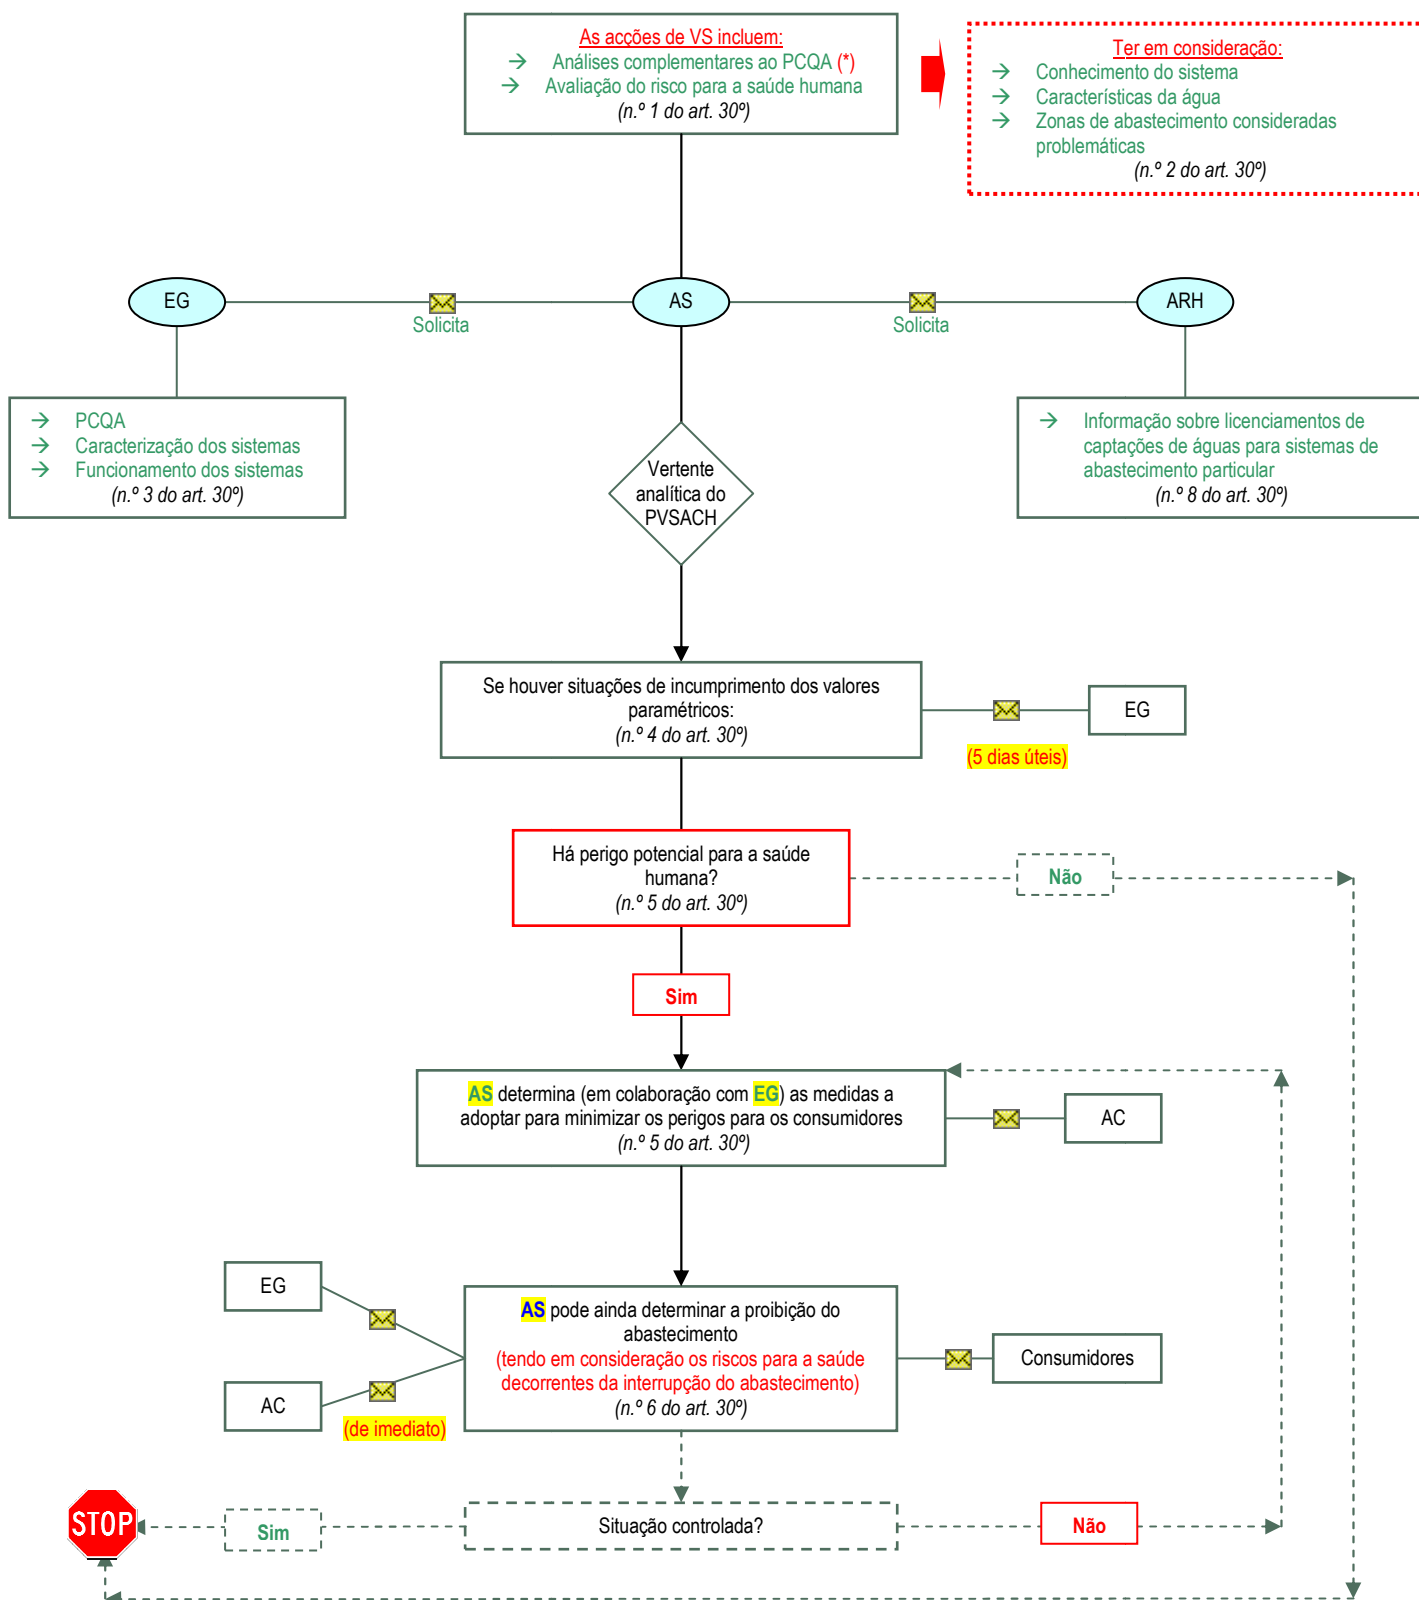 As acções de VS incluem:
→ Análises complementares ao PCQA (*)
→ Avaliação do risco para a saúde humana
(n.º 1 do art. 30º)
Ter em consideração:
→ Conhecimento do sistema
→ Características da água
→ Zonas de abastecimento consideradas
problemáticas
(n.º 2 do art. 30º)
EG
Solicita
AS
Solicita
ARH
→ PCQA
→ Caracterização dos sistemas
→ Funcionamento dos sistemas
(n.º 3 do art. 30º)
Vertente
analítica do
PVSACH
→ Informação sobre licenciamentos de
captações de águas para sistemas de
abastecimento particular
(n.º 8 do art. 30º)
Se houver situações de incumprimento dos valores
paramétricos:
(n.º 4 do art. 30º)
EG
(5 dias úteis)
Há perigo potencial para a saúde
humana?
(n.º 5 do art. 30º)
Não
Sim
AS determina (em colaboração com EG) as medidas a
adoptar para minimizar os perigos para os consumidores
(n.º 5 do art. 30º)
AC
EG
AC
(de imediato)
AS pode ainda determinar a proibição do
abastecimento
(tendo em consideração os riscos para a saúde
decorrentes da interrupção do abastecimento)
(n.º 6 do art. 30º)
Consumidores
STOP
Sim
Situação controlada?
Não